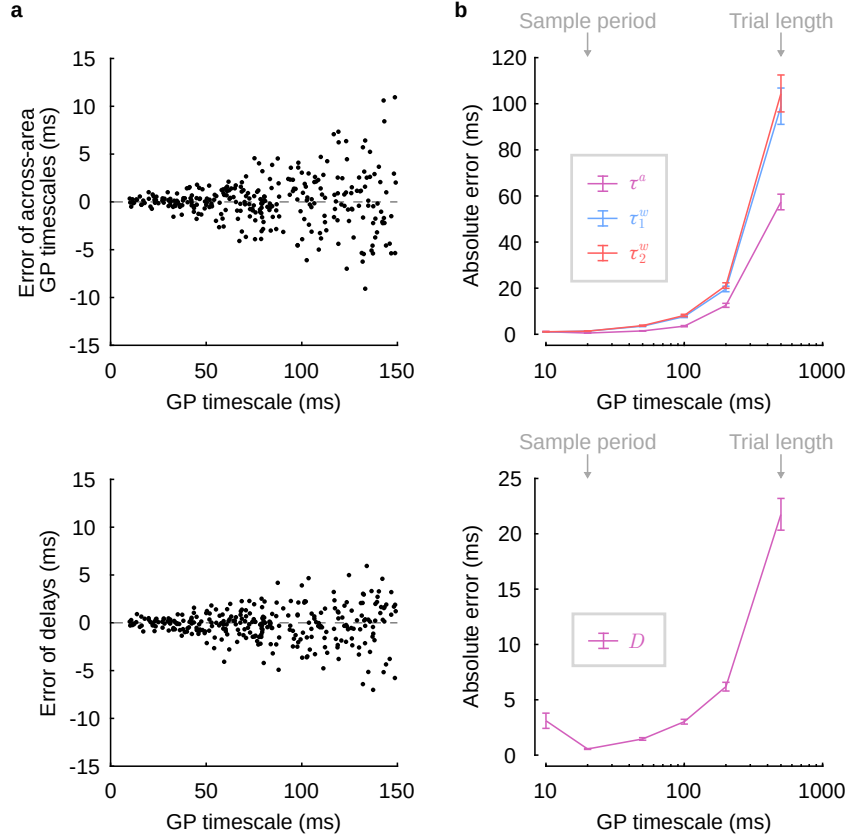 a
Error of across-area
GP timescales (ms)
15
10
5
0
-5
-10
-15
0
50
100
150
GP timescale (ms)
b
Sample period
Trial length
Absolute error (ms)
120
100
80
60
40
20
0
τᵃ
τ₁ʷ
τ₂ʷ
10
100
1000
GP timescale (ms)
Error of delays (ms)
15
10
5
0
-5
-10
-15
0
50
100
150
GP timescale (ms)
Sample period
Trial length
Absolute error (ms)
25
20
15
10
5
0
D
10
100
1000
GP timescale (ms)